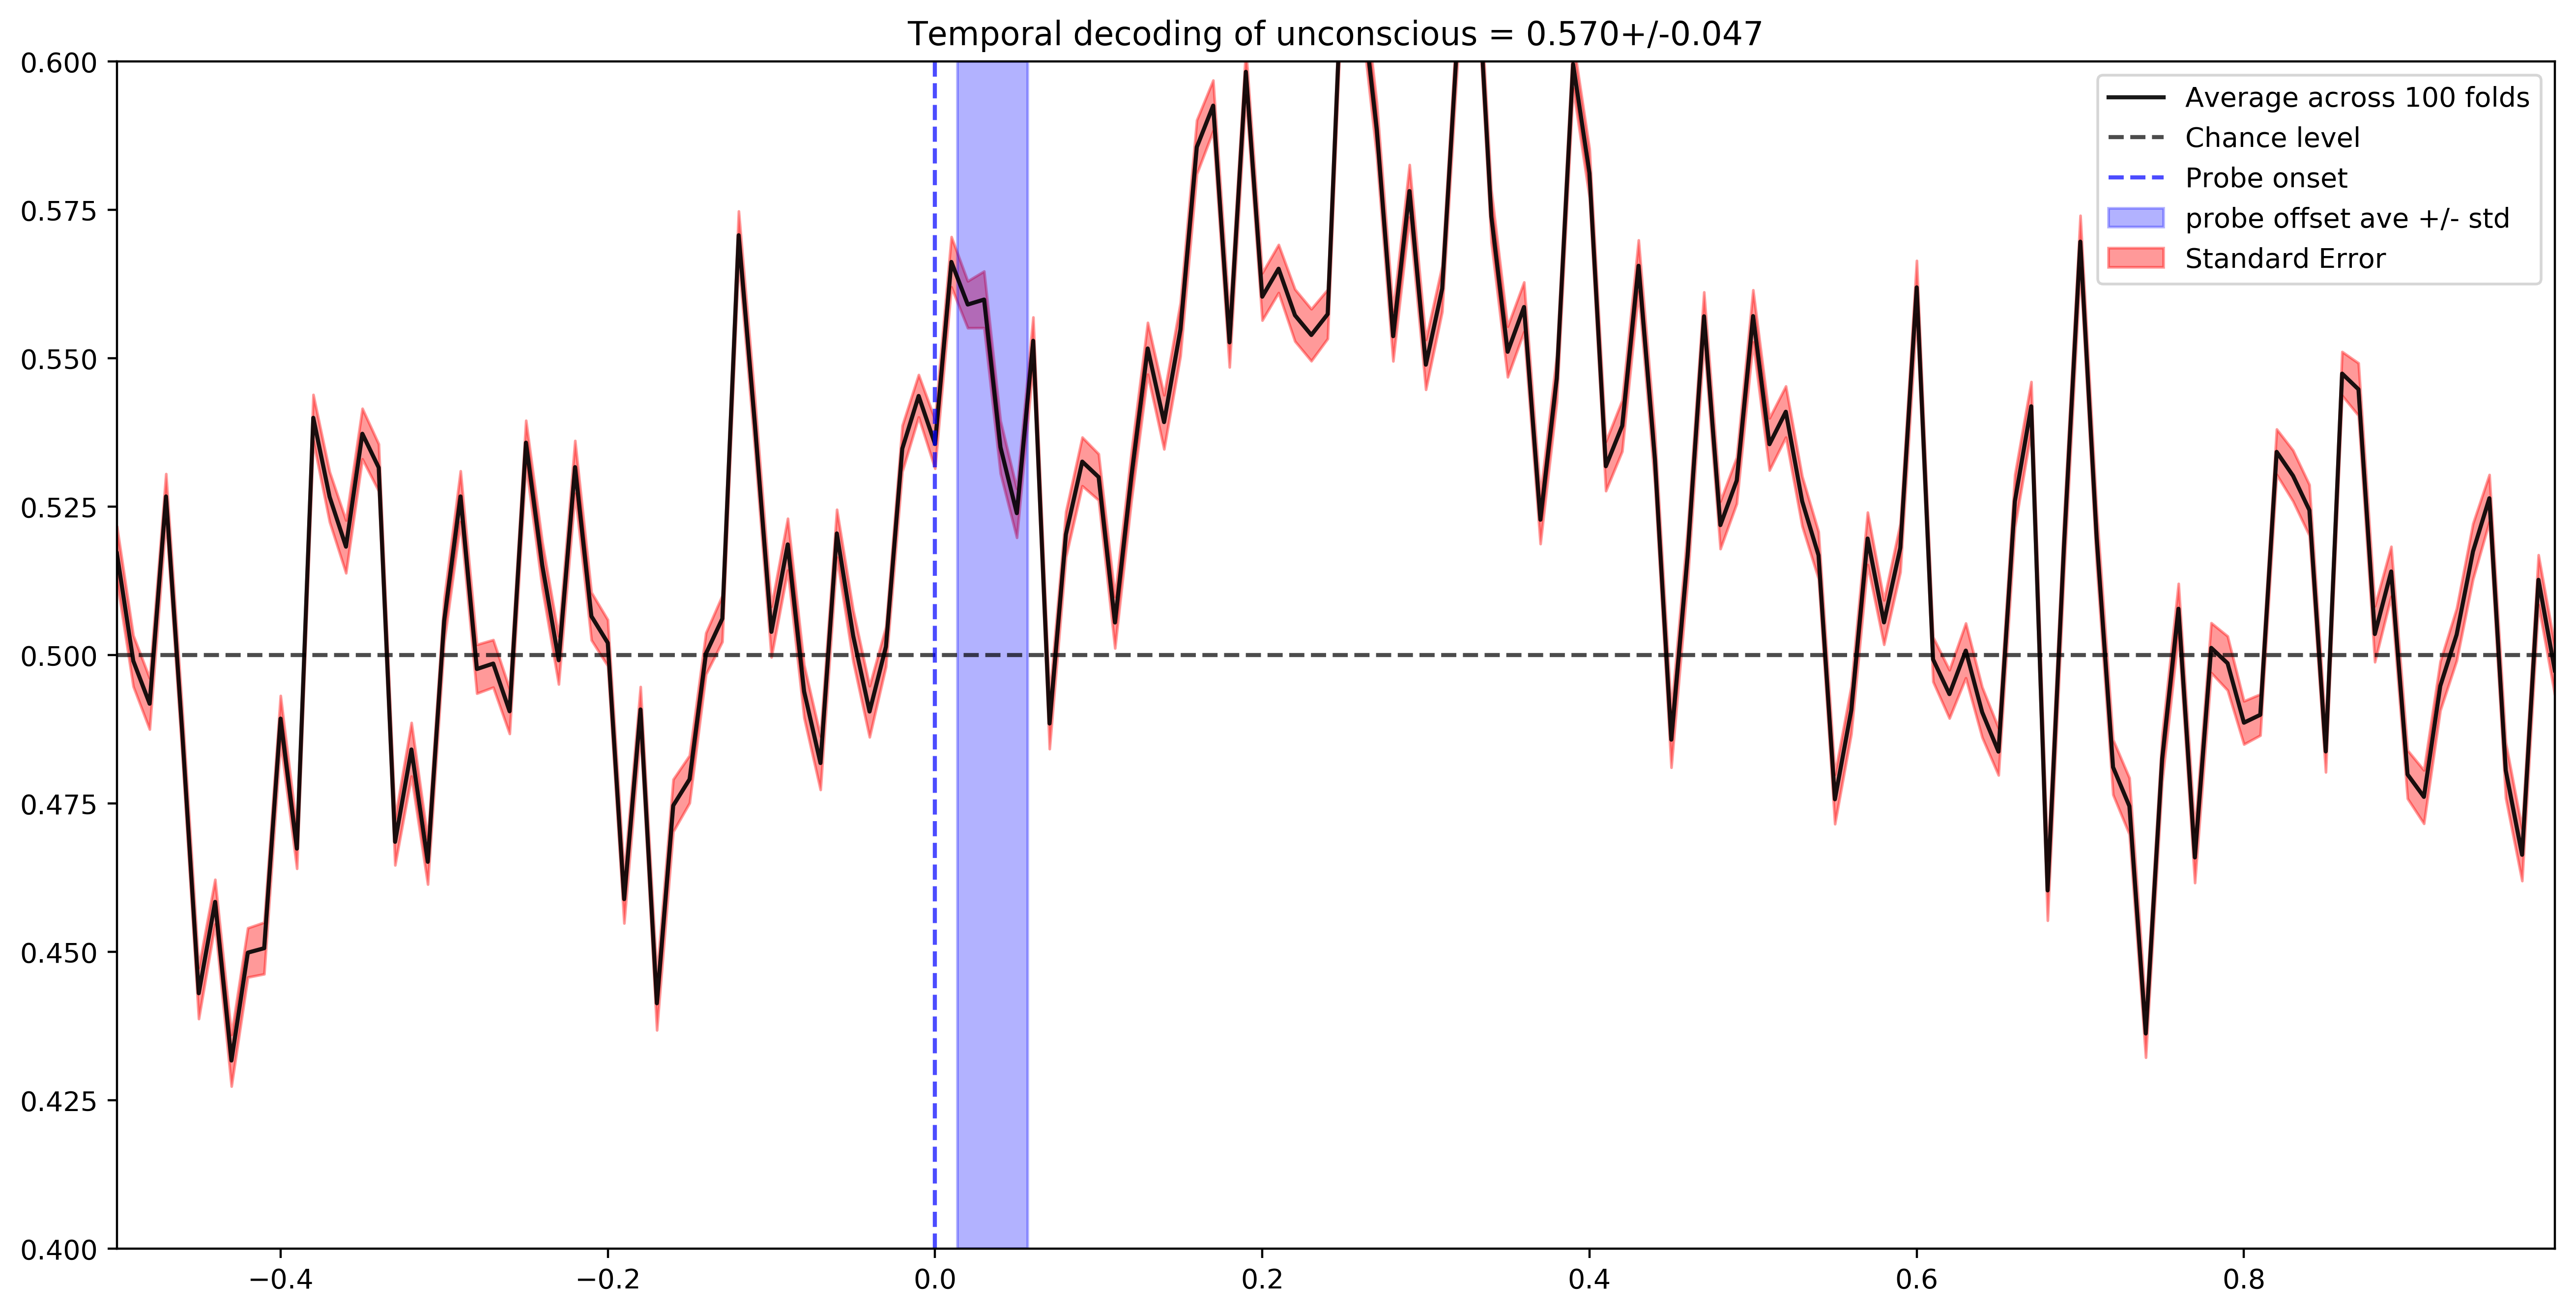 Temporal decoding of unconscious = 0.570+/-0.047
0.600
0.575
0.550
0.525
0.500
0.475
0.450
0.425
0.400
Average across 100 folds
Chance level
Probe onset
probe offset ave +/- std
Standard Error
−0.4
−0.2
0.0
0.2
0.4
0.6
0.8